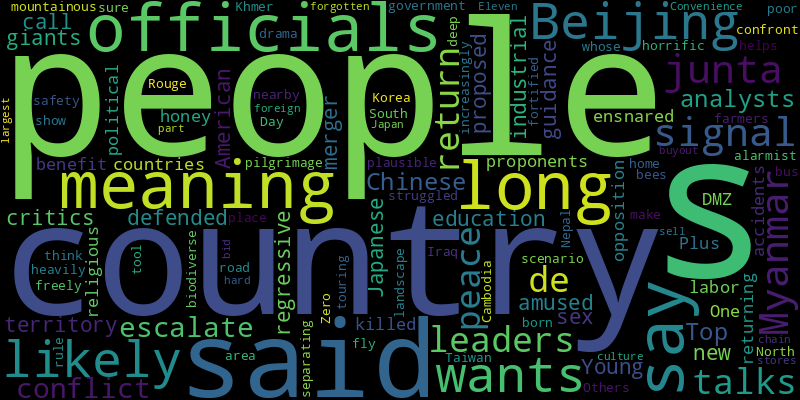 mountainous sure Khmer forgotten government Eleven Convenience poor
call giants officials drama deep Beijing whose horrific confront helps
people
largest safety show political Rouge honey part American nearby foreign Day Korea South Japan
merger return increasingly proposed industrial fortified guidance
junta analysts ensnared signal farmers buyout alarmist
benefit countries pilgrimage plausible proponents home bees bus
meaning Chinese struggled long opposition S DMZ accidents Myanmar
critics defended place education make sell
religious regressive Japanese peace Nepal Plus
country
think heavily freely tool biodiverse bid road hard Zero touring landscape Iraq Cambodia scenario de amused born sex labor One returning
territory escalate killed fly leaders Top new North chain stores
likely rule area said separating Taiwan culture Young say talks
conflict wants Others